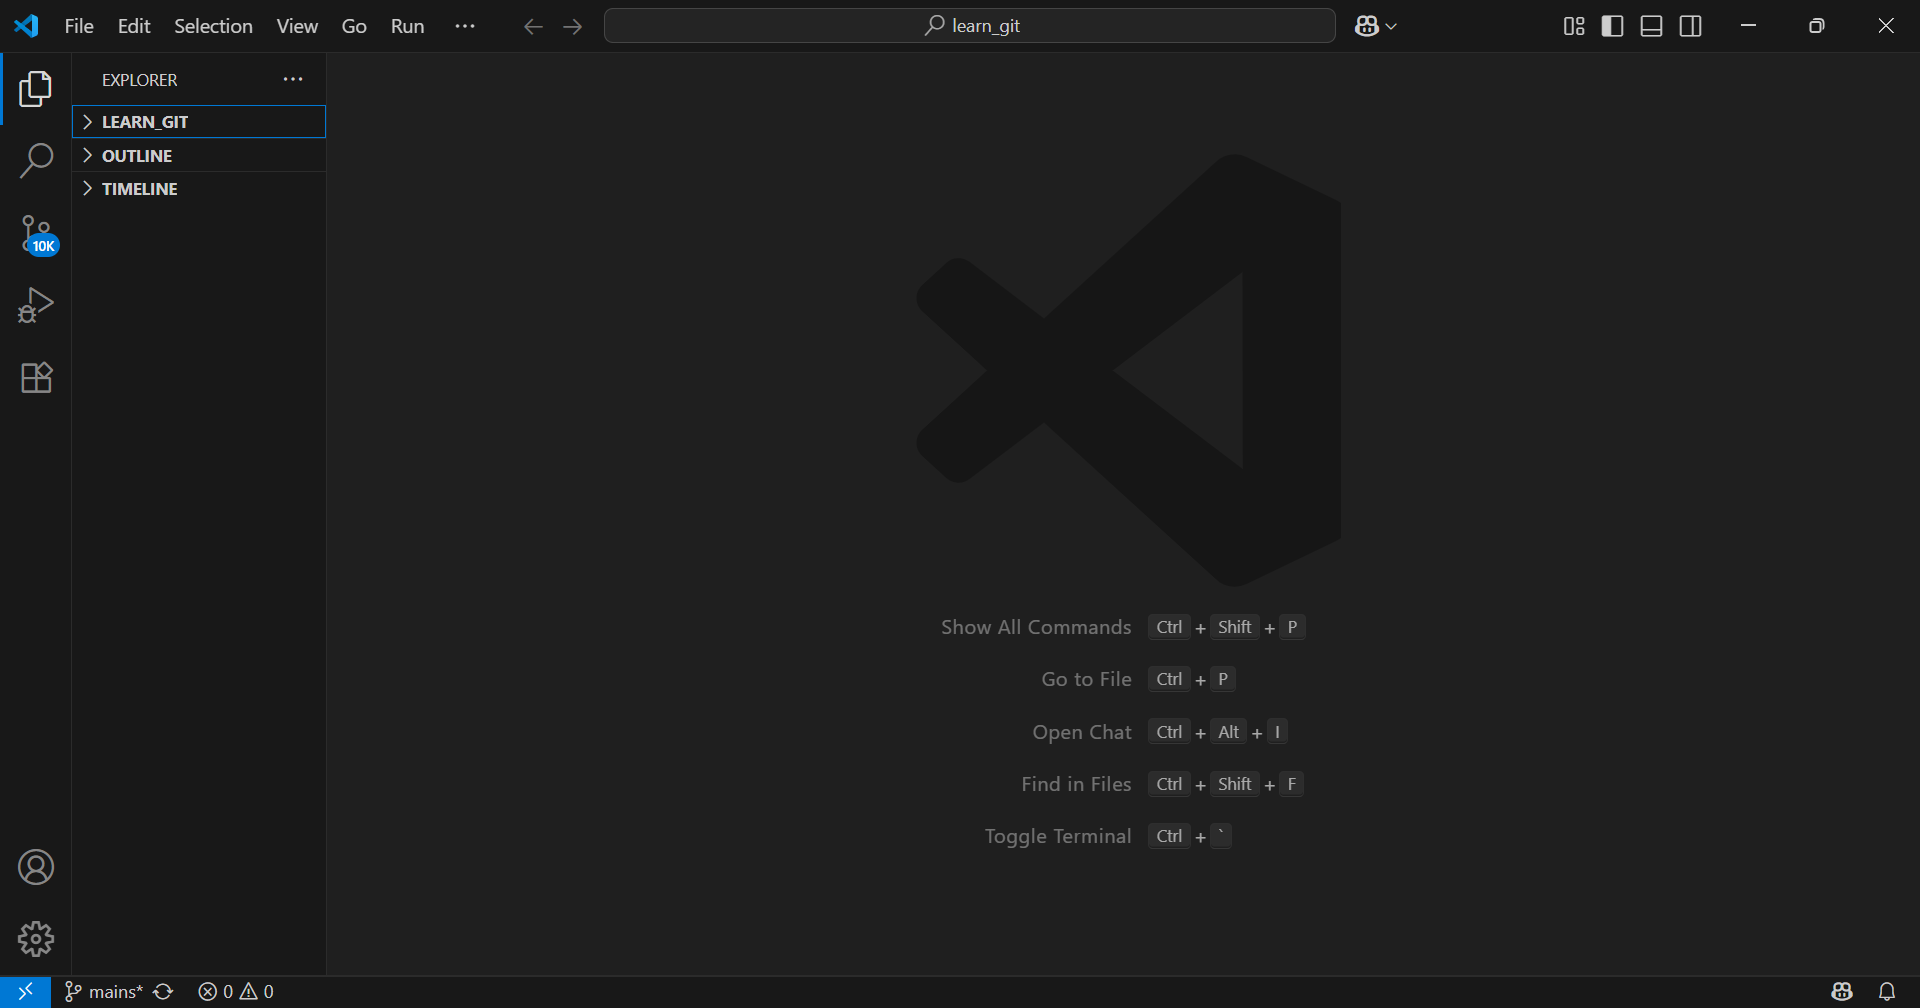 File Edit Selection View Go Run ··· learn_git
EXPLORER ···
LEARN_GIT
OUTLINE
TIMELINE
10K
Show All Commands Ctrl + Shift + P
Go to File Ctrl + P
Open Chat Ctrl + Alt + I
Find in Files Ctrl + Shift + F
Toggle Terminal Ctrl + `
mains* 0 0